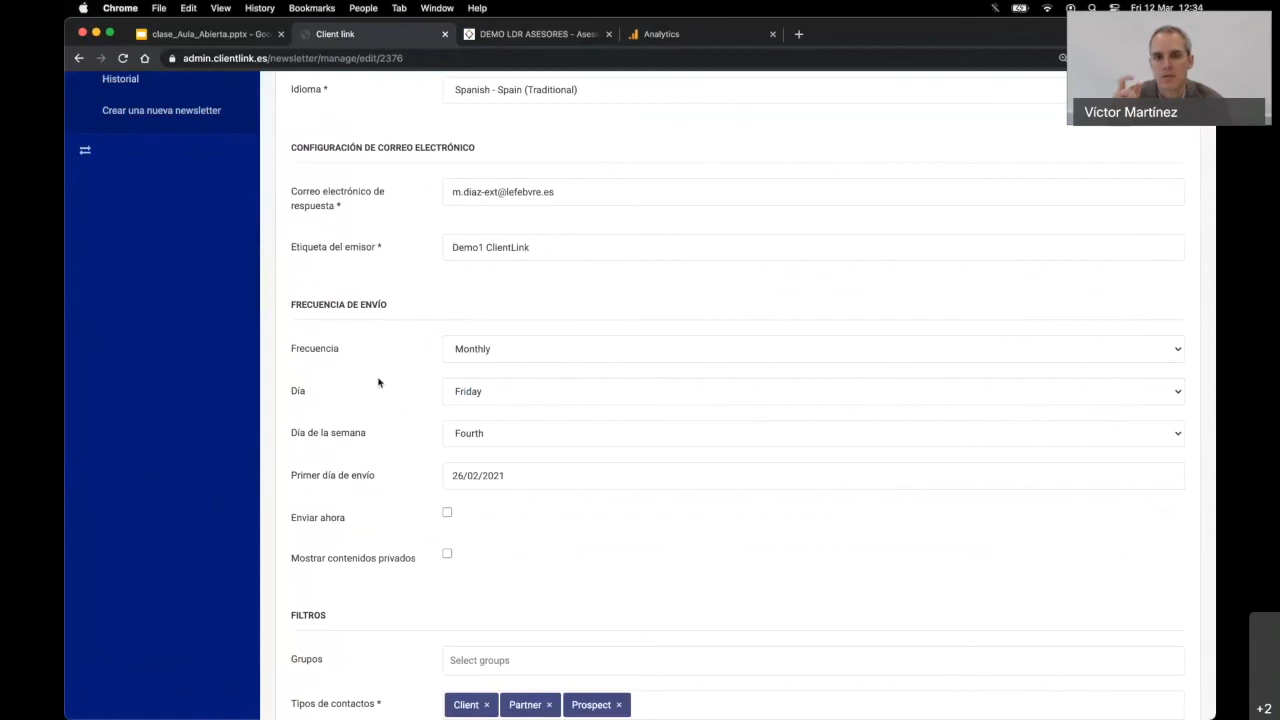 Chrome File Edit View History Bookmarks People Tab Window Help
Fri 12 Mar 12:34
clase_Aula_Abierta.pptx - Goo
Client link
DEMO LDR ASESORES - Ases
Analytics
admin.clientlink.es/newsletter/manage/edit/2376
Víctor Martínez
Historial
Crear una nueva newsletter
Idioma * Spanish - Spain (Traditional)
CONFIGURACIÓN DE CORREO ELECTRÓNICO
Correo electrónico de
respuesta * m.diaz-ext@lefebvre.es
Etiqueta del emisor * Demo1 ClientLink
FRECUENCIA DE ENVÍO
Frecuencia Monthly
Día Friday
Día de la semana Fourth
Primer día de envío 26/02/2021
Enviar ahora
Mostrar contenidos privados
FILTROS
Grupos Select groups
Tipos de contactos * Client × Partner × Prospect ×
+2